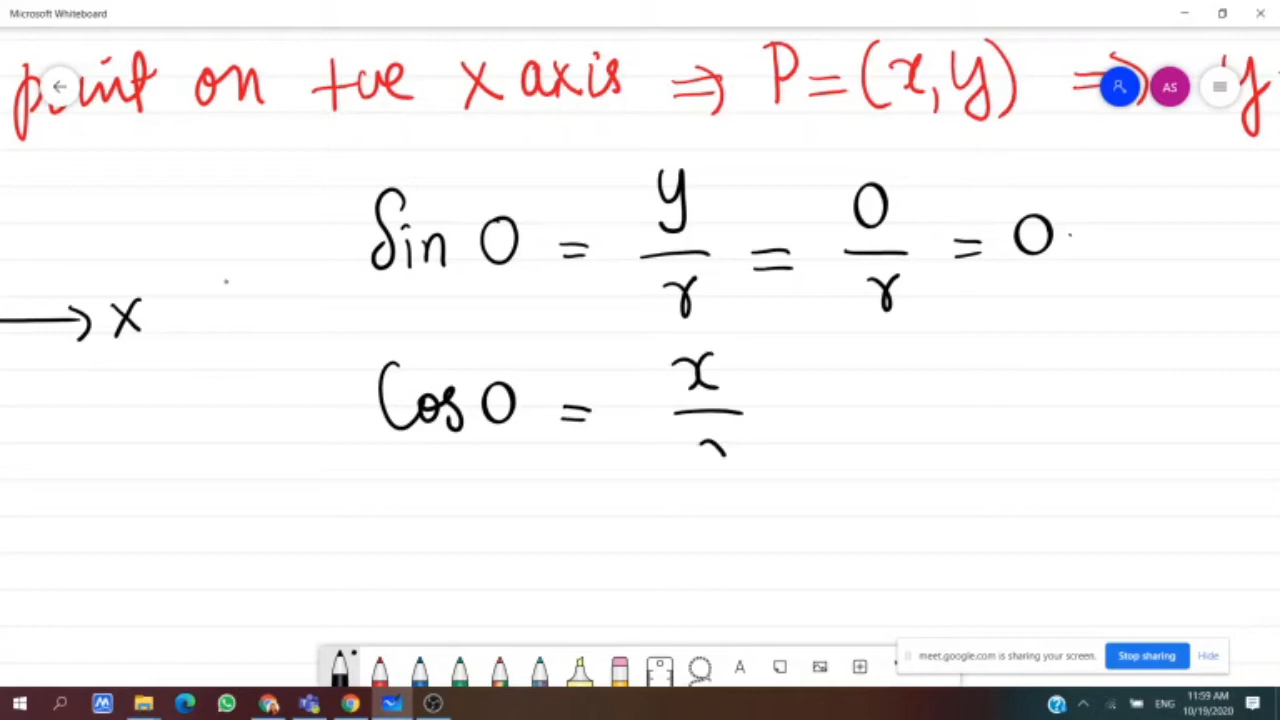 Microsoft Whiteboard
point on +ve x axis ⇒ P = (x, y) ⇒ y
AS
Sin 0 = y/r = 0/r = 0
→ X
Cos 0 = x/
A
meet.google.com is sharing your screen. Stop sharing Hide
ENG 11:59 AM
10/19/2020